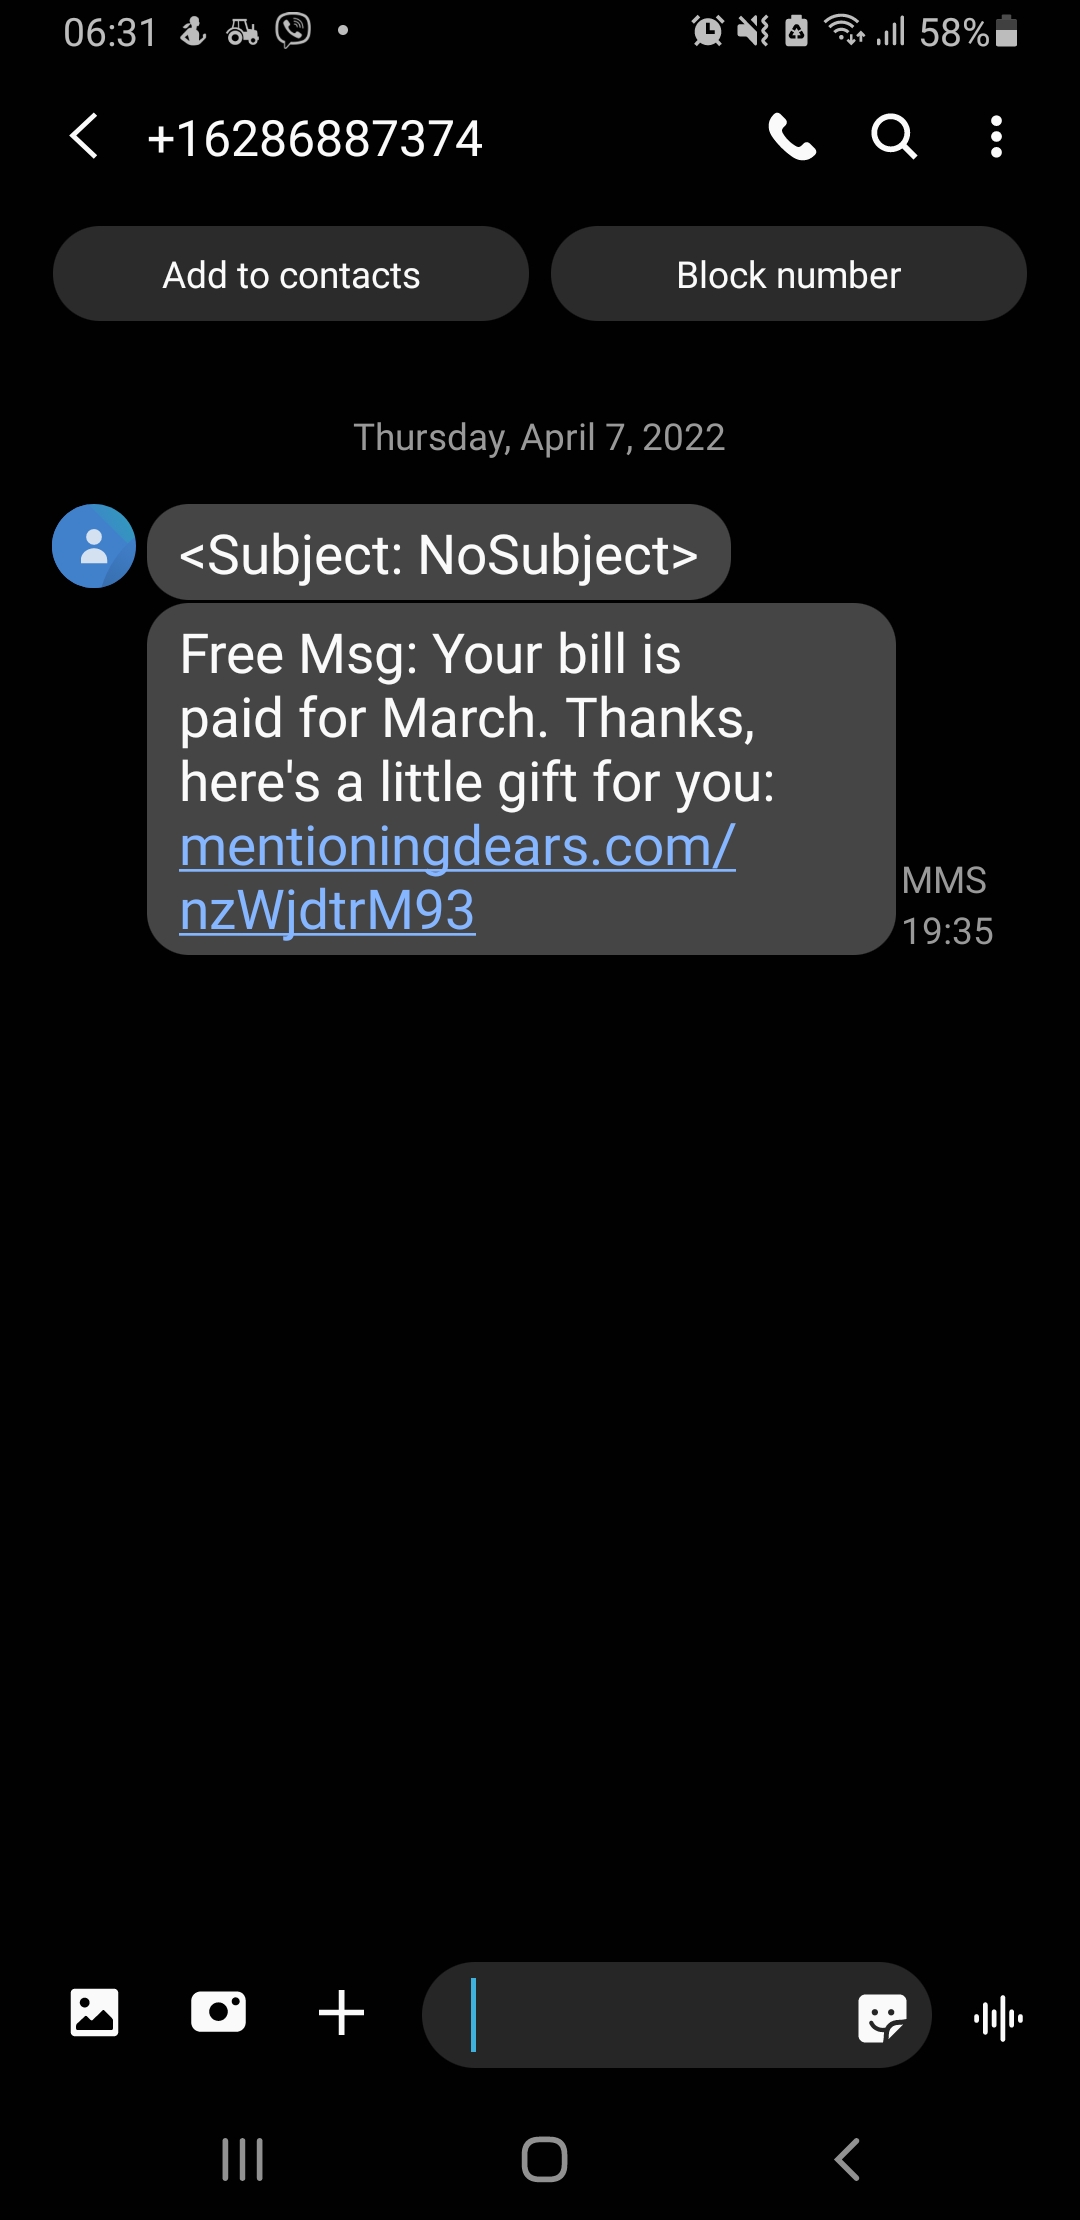 06:31
58%
+16286887374
Add to contacts
Block number
Thursday, April 7, 2022
<Subject: NoSubject>
Free Msg: Your bill is
paid for March. Thanks,
here's a little gift for you:
mentioningdears.com/
nzWjdtrM93
MMS
19:35